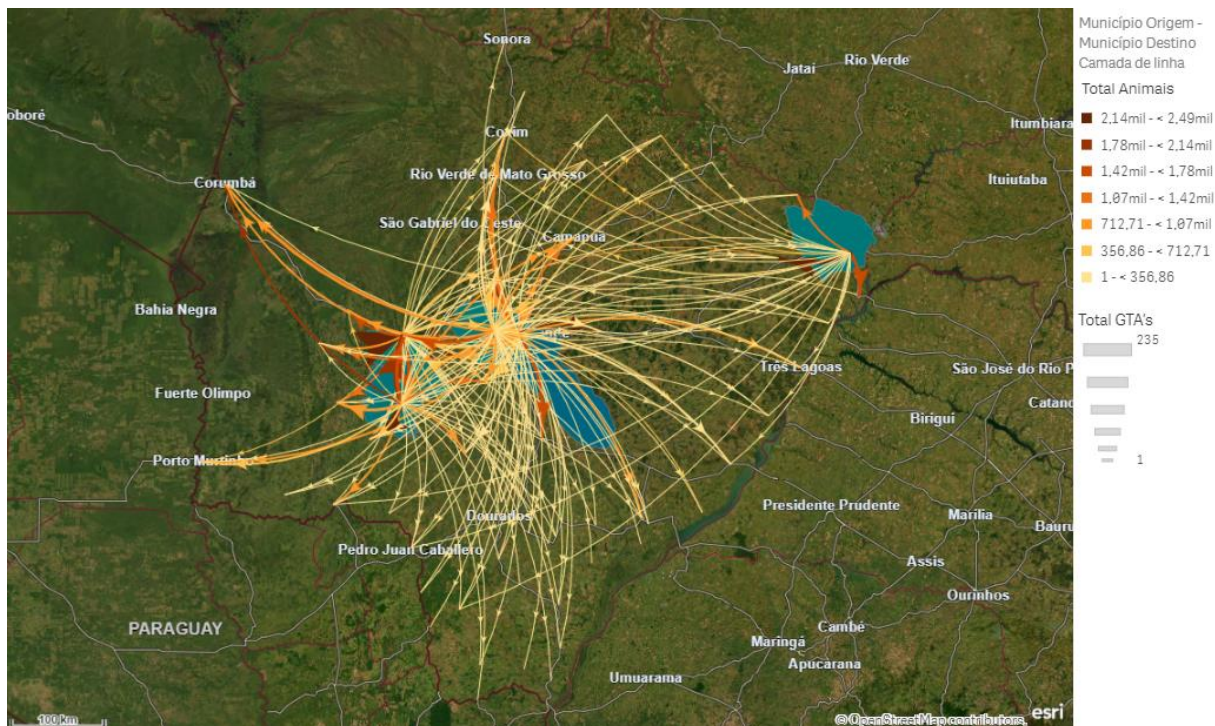 Sonora
Jataí
Rio Verde
oboré
Coxim
Itumbiara
Rio Verde de Mato Grosso
Corumbá
Ituiutaba
São Gabriel do Oeste
Camapuã
Bahia Negra
Três Lagoas
São José do Rio P
Fuerte Olimpo
Catand
Birigui
Porto Murtinho
Presidente Prudente
Dourados
Marília
Bauru
Pedro Juan Caballero
Assis
Ourinhos
PARAGUAY
Cambé
Maringá
Apucarana
Umuarama
100 km
© OpenStreetMap contributors,
esri
Município Origem -
Município Destino
Camada de linha
Total Animais
2,14mil - < 2,49mil
1,78mil - < 2,14mil
1,42mil - < 1,78mil
1,07mil - < 1,42mil
712,71 - < 1,07mil
356,86 - < 712,71
1 - < 356,86
Total GTA's
235
1